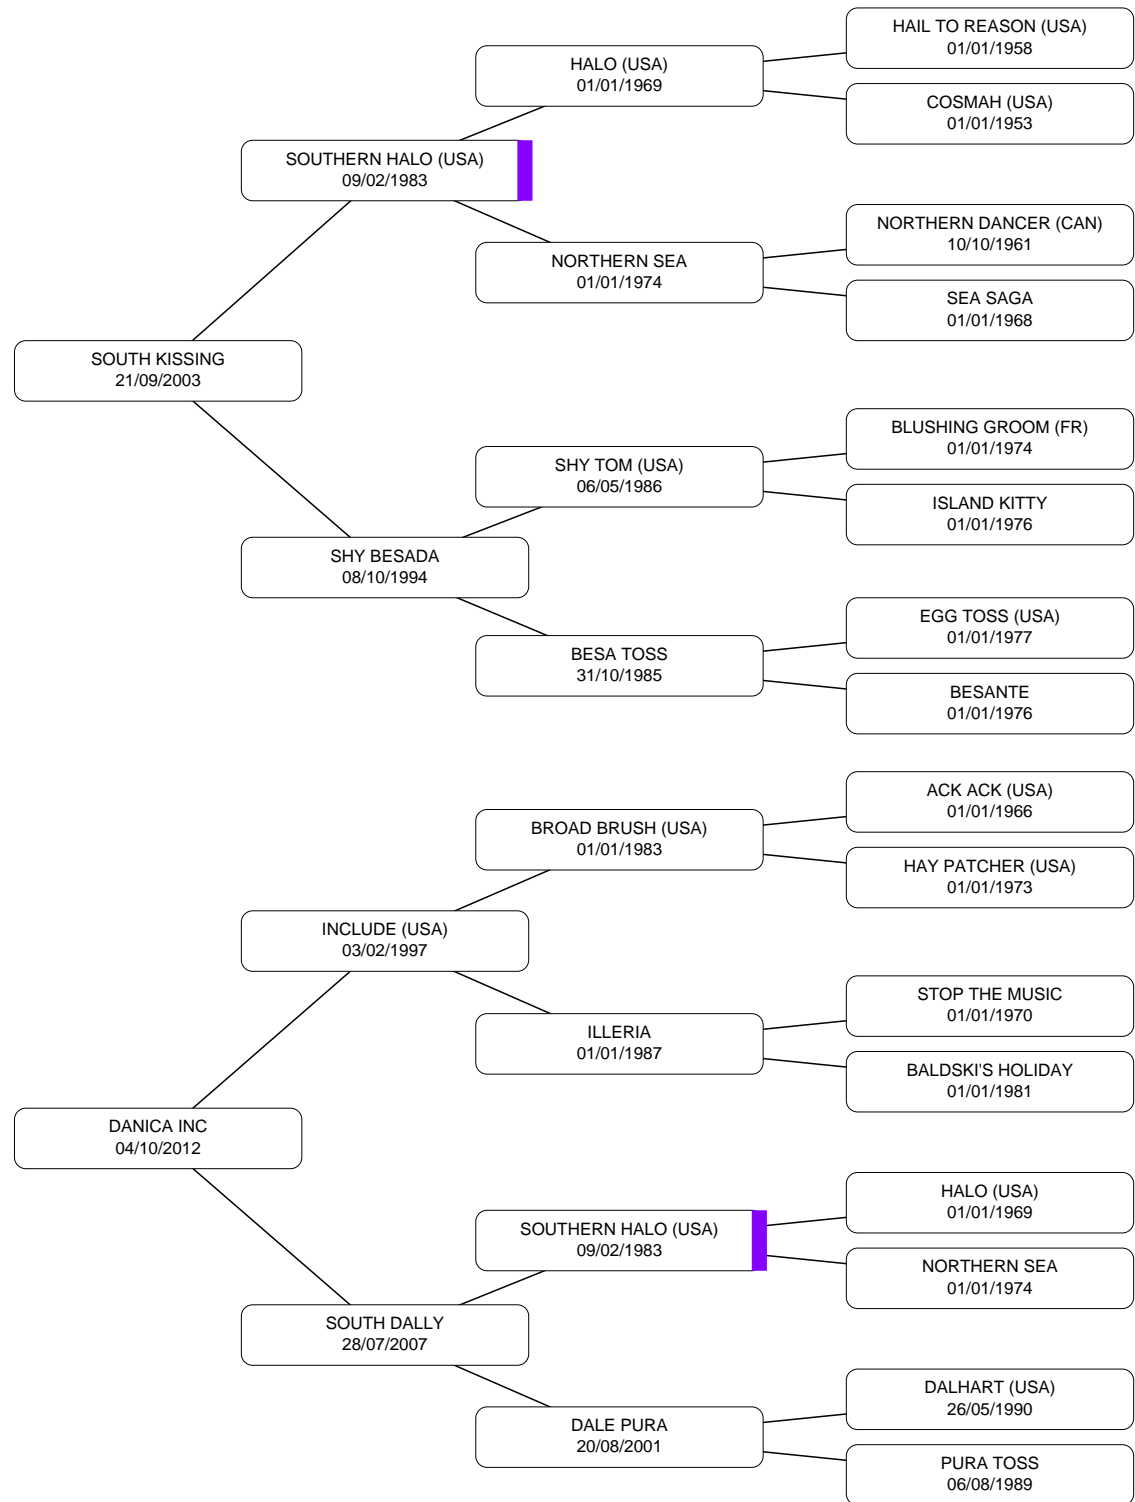 HAIL TO REASON (USA)
01/01/1958
HALO (USA)
01/01/1969
COSMAH (USA)
01/01/1953
SOUTHERN HALO (USA)
09/02/1983
NORTHERN DANCER (CAN)
10/10/1961
NORTHERN SEA
01/01/1974
SEA SAGA
01/01/1968
SOUTH KISSING
21/09/2003
BLUSHING GROOM (FR)
01/01/1974
SHY TOM (USA)
06/05/1986
ISLAND KITTY
01/01/1976
SHY BESADA
08/10/1994
EGG TOSS (USA)
01/01/1977
BESA TOSS
31/10/1985
BESANTE
01/01/1976
ACK ACK (USA)
01/01/1966
BROAD BRUSH (USA)
01/01/1983
HAY PATCHER (USA)
01/01/1973
INCLUDE (USA)
03/02/1997
STOP THE MUSIC
01/01/1970
ILLERIA
01/01/1987
BALDSKI'S HOLIDAY
01/01/1981
DANICA INC
04/10/2012
HALO (USA)
01/01/1969
SOUTHERN HALO (USA)
09/02/1983
NORTHERN SEA
01/01/1974
SOUTH DALLY
28/07/2007
DALHART (USA)
26/05/1990
DALE PURA
20/08/2001
PURA TOSS
06/08/1989